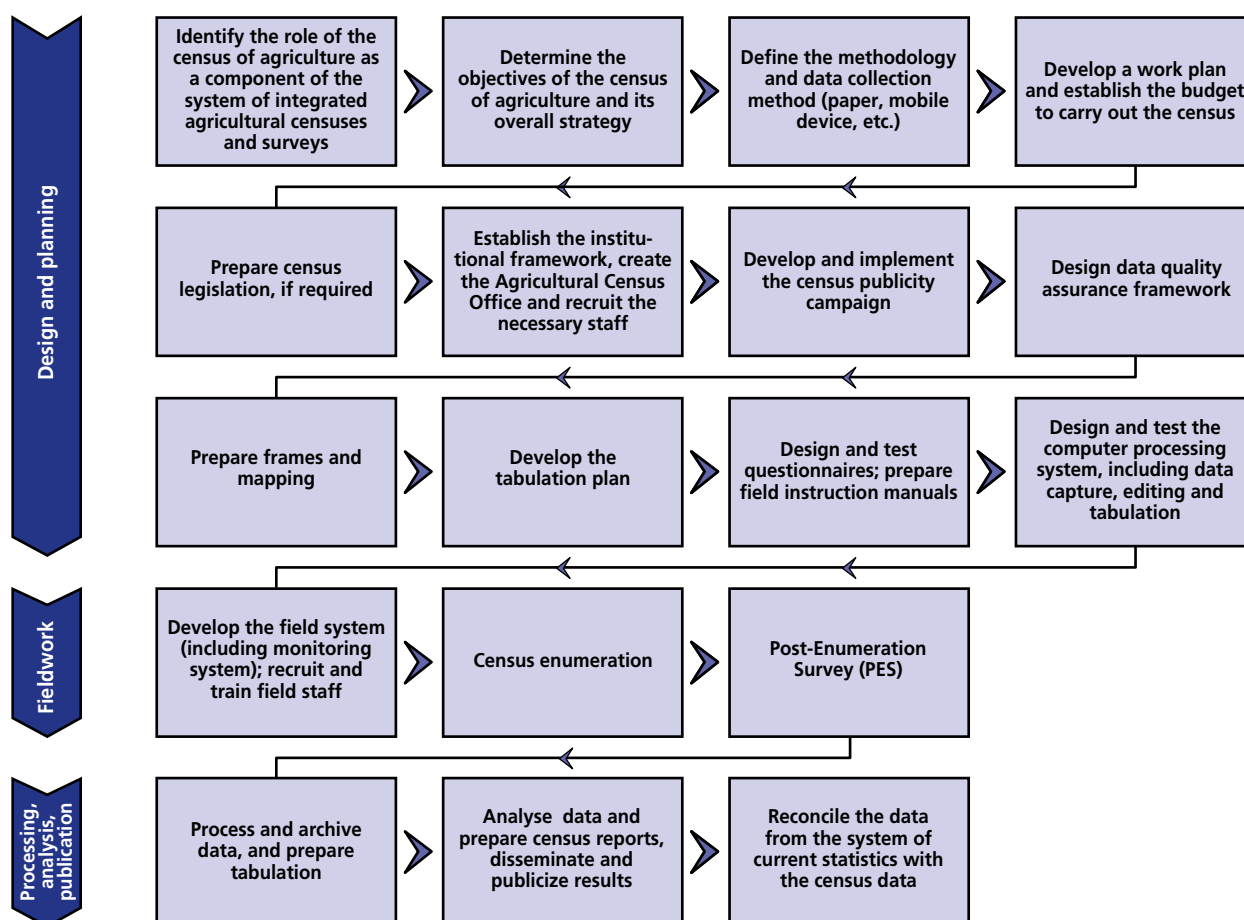 Design and planning
Identify the role of the
census of agriculture as
a component of the
system of integrated
agricultural censuses
and surveys
Determine the
objectives of the census
of agriculture and its
overall strategy
Define the methodology
and data collection
method (paper, mobile
device, etc.)
Develop a work plan
and establish the budget
to carry out the census
Prepare census
legislation, if required
Establish the institu-
tional framework, create
the Agricultural Census
Office and recruit the
necessary staff
Develop and implement
the census publicity
campaign
Design data quality
assurance framework
Prepare frames and
mapping
Develop the
tabulation plan
Design and test
questionnaires; prepare
field instruction manuals
Design and test the
computer processing
system, including data
capture, editing and
tabulation
Fieldwork
Develop the field system
(including monitoring
system); recruit and
train field staff
Census enumeration
Post-Enumeration
Survey (PES)
Processing,
analysis,
publication
Process and archive
data, and prepare
tabulation
Analyse data and
prepare census reports,
disseminate and
publicize results
Reconcile the data
from the system of
current statistics with
the census data